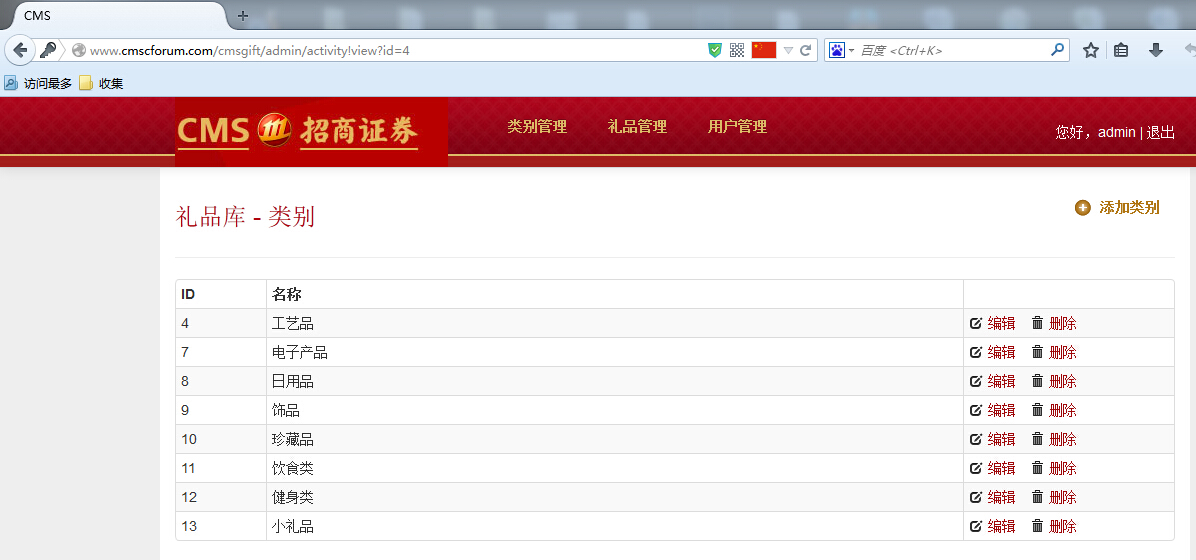 CMS
www.cmscforum.com/cmsgift/admin/activity!view?id=4
百度 <Ctrl+K>
访问最多 收集
CMS 招商证券 类别管理 礼品管理 用户管理
您好，admin | 退出
礼品库 - 类别
添加类别
ID 名称
4 工艺品 编辑 删除
7 电子产品 编辑 删除
8 日用品 编辑 删除
9 饰品 编辑 删除
10 珍藏品 编辑 删除
11 饮食类 编辑 删除
12 健身类 编辑 删除
13 小礼品 编辑 删除